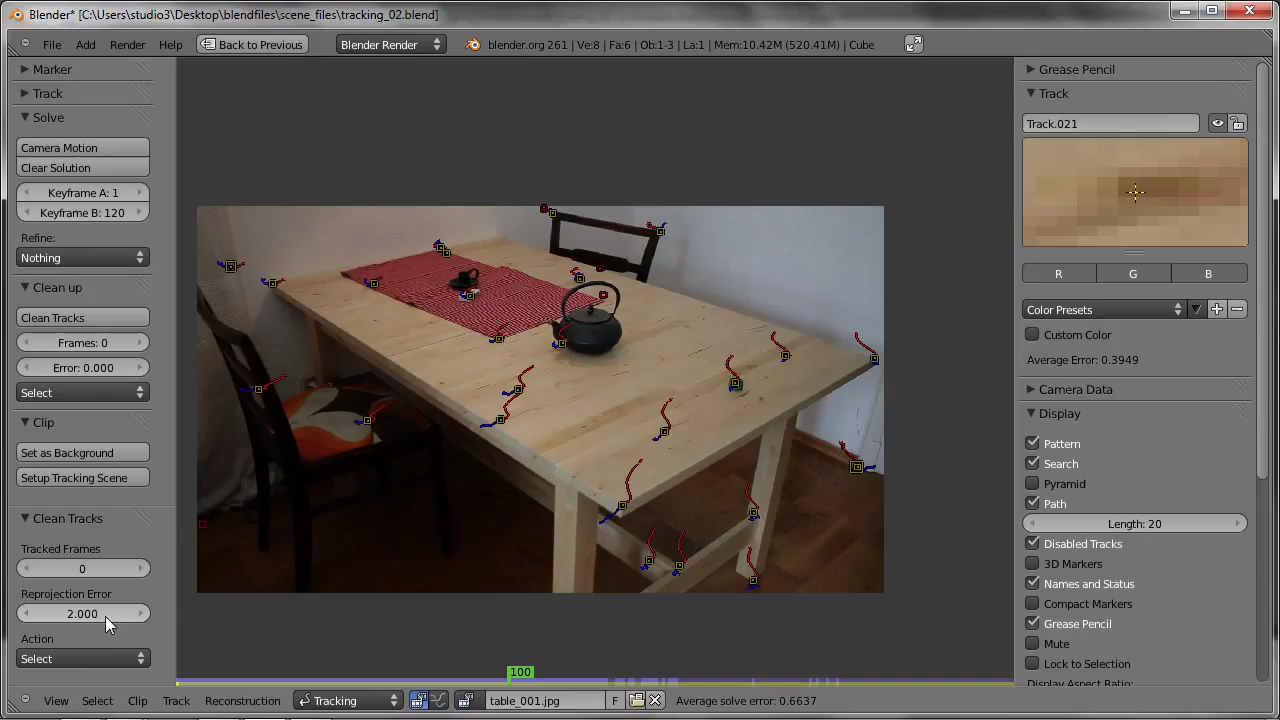 Blender* [C:\Users\studio3\Desktop\blendfiles\scene_files\tracking_02.blend]
File Add Render Help Back to Previous Blender Render blender.org 261 | Ve:8 | Fa:6 | Ob:1-3 | La:1 | Mem:10.42M (520.41M) | Cube
Marker
Track
Solve
Camera Motion
Clear Solution
Keyframe A: 1
Keyframe B: 120
Refine:
Nothing
Clean up
Clean Tracks
Frames: 0
Error: 0.000
Select
Clip
Set as Background
Setup Tracking Scene
Clean Tracks
Tracked Frames
0
Reprojection Error
2.000
Action
Select
100
Grease Pencil
Track
Track.021
R G B
Color Presets
Custom Color
Average Error: 0.3949
Camera Data
Display
Pattern
Search
Pyramid
Path
Length: 20
Disabled Tracks
3D Markers
Names and Status
Compact Markers
Grease Pencil
Mute
Lock to Selection
Display Aspect Ratio:
View Select Clip Track Reconstruction Tracking table_001.jpg F Average solve error: 0.6637